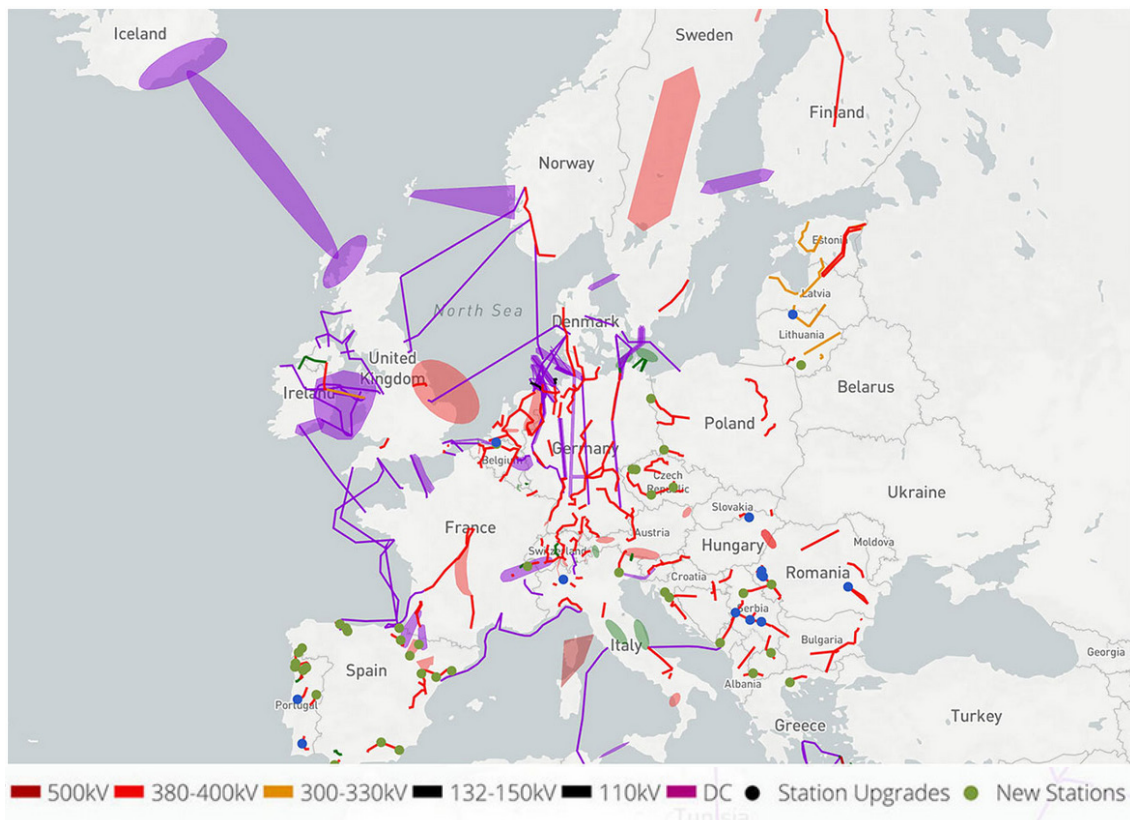 Iceland
Sweden
Finland
Norway
Estonia
North Sea
Latvia
Denmark
Lithuania
United
Kingdom
Ireland
Belarus
Poland
Germany
Belgium
Czech
Republic
Ukraine
Slovakia
France
Austria
Moldova
Hungary
Switzerland
Romania
Croatia
Serbia
Bulgaria
Italy
Georgia
Spain
Albania
Portugal
Turkey
Greece
500kV 380-400kV 300-330kV 132-150kV 110kV DC Station Upgrades New Stations
Tunisia